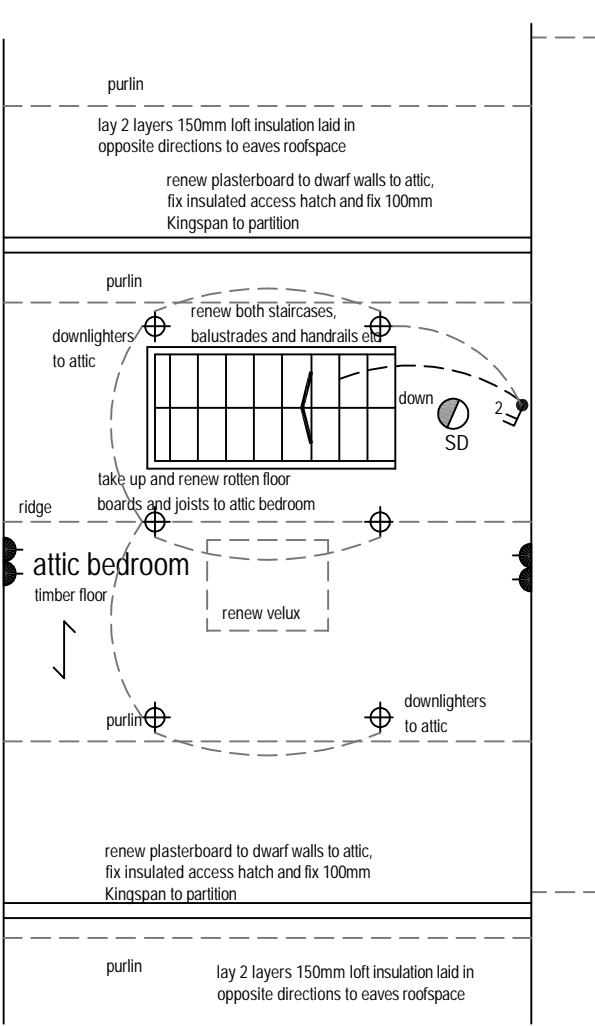 purlin
lay 2 layers 150mm loft insulation laid in
opposite directions to eaves roofspace
renew plasterboard to dwarf walls to attic,
fix insulated access hatch and fix 100mm
Kingspan to partition
purlin
renew both staircases,
balustrades and handrails etc
downlighters
to attic
down
2
SD
take up and renew rotten floor
boards and joists to attic bedroom
ridge
attic bedroom
timber floor
renew velux
downlighters
to attic
purlin
renew plasterboard to dwarf walls to attic,
fix insulated access hatch and fix 100mm
Kingspan to partition
purlin
lay 2 layers 150mm loft insulation laid in
opposite directions to eaves roofspace